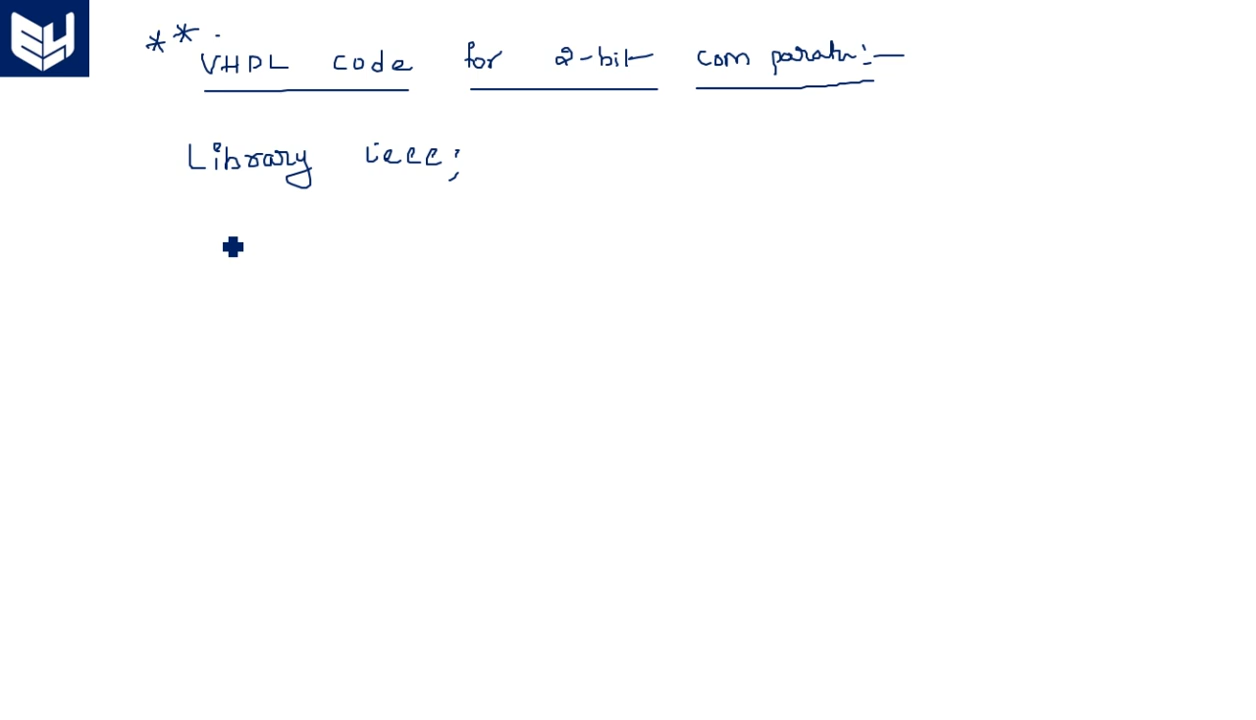 ** VHDL code for 2-bit comparator:-
Library ieee;